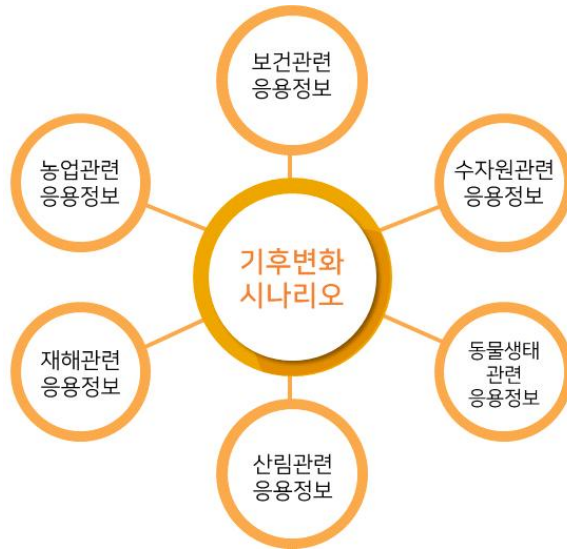 보건관련
응용정보
농업관련
응용정보
수자원관련
응용정보
기후변화
시나리오
재해관련
응용정보
동물생태
관련
응용정보
산림관련
응용정보